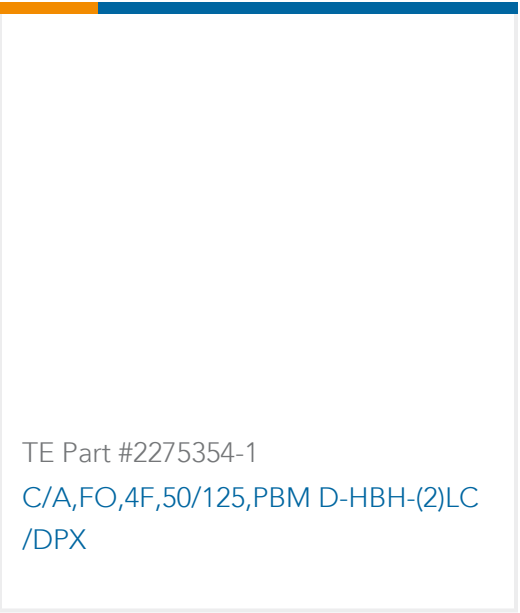 TE Part #2275354-1
C/A,FO,4F,50/125,PBM D-HBH-(2)LC
/DPX